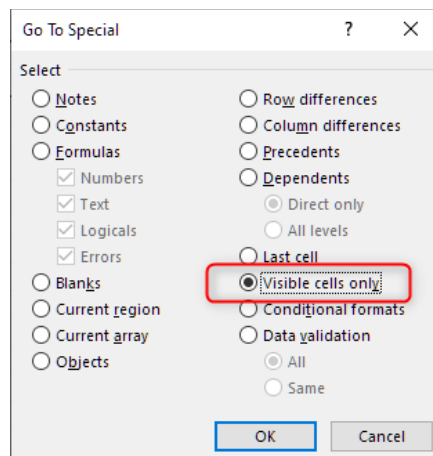 Go To Special ? ×
Select
Notes
Constants
Formulas
Numbers
Text
Logicals
Errors
Blanks
Current region
Current array
Objects
Row differences
Column differences
Precedents
Dependents
Direct only
All levels
Last cell
Visible cells only
Conditional formats
Data validation
All
Same
OK
Cancel